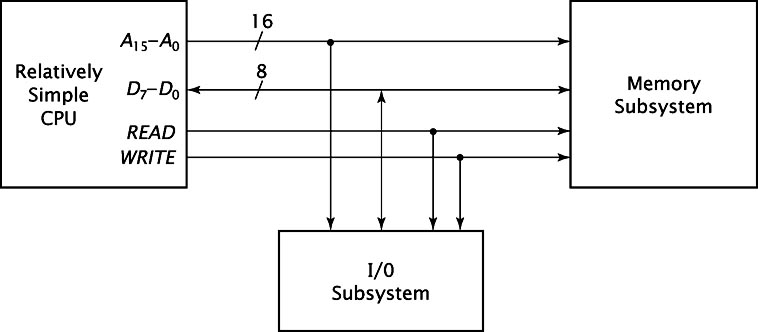 16
A15–A0
Relatively
Simple
CPU
8
D7–D0
READ
WRITE
Memory
Subsystem
I/0
Subsystem